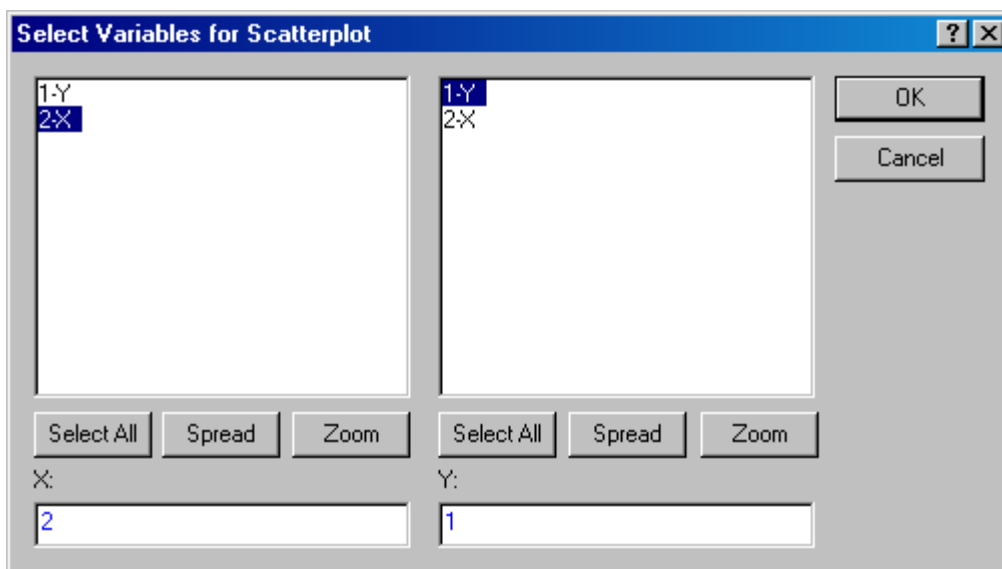 Select Variables for Scatterplot
1-Y
2-X
1-Y
2-X
OK
Cancel
Select All Spread Zoom Select All Spread Zoom
X: Y:
2 1